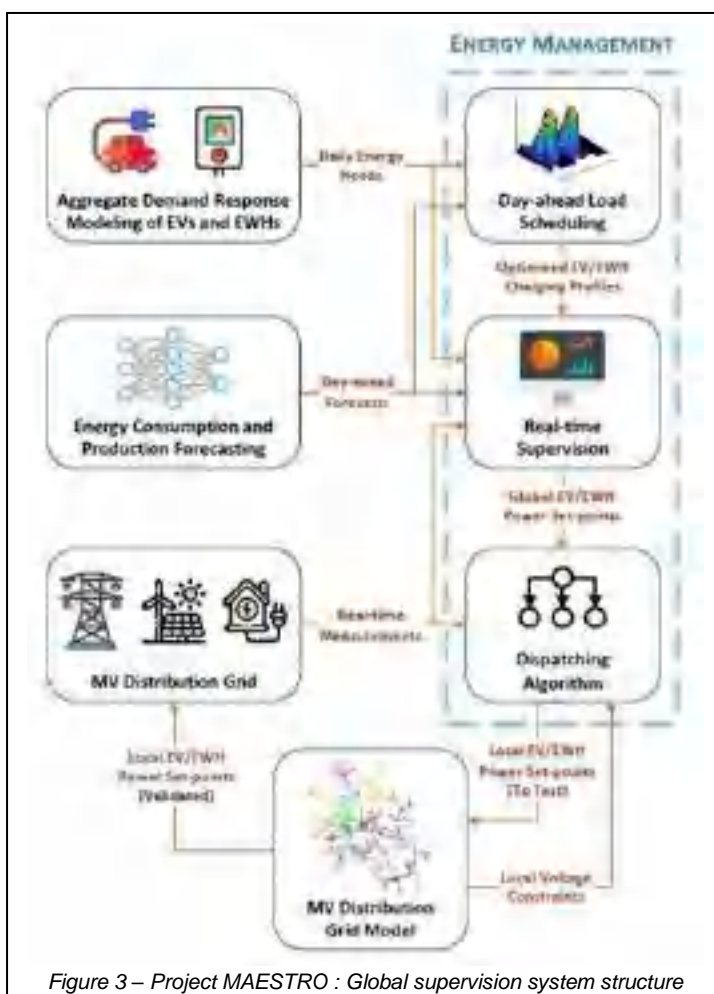 ENERGY MANAGEMENT
Aggregate Demand Response
Modeling of EVs and EWHs
Daily Energy
Needs
Day-ahead Load
Scheduling
Optimized EV/EWH
Charging Profiles
Energy Consumption and
Production Forecasting
Day-ahead
Forecasts
Real-time
Supervision
Global EV/EWH
Power Set-points
MV Distribution Grid
Real-time
Measurements
Dispatching
Algorithm
Local EV/EWH
Power Set-points
(Validated)
Local EV/EWH
Power Set-points
(To Test)
MV Distribution
Grid Model
Local Voltage
Constraints
Figure 3 – Project MAESTRO : Global supervision system structure